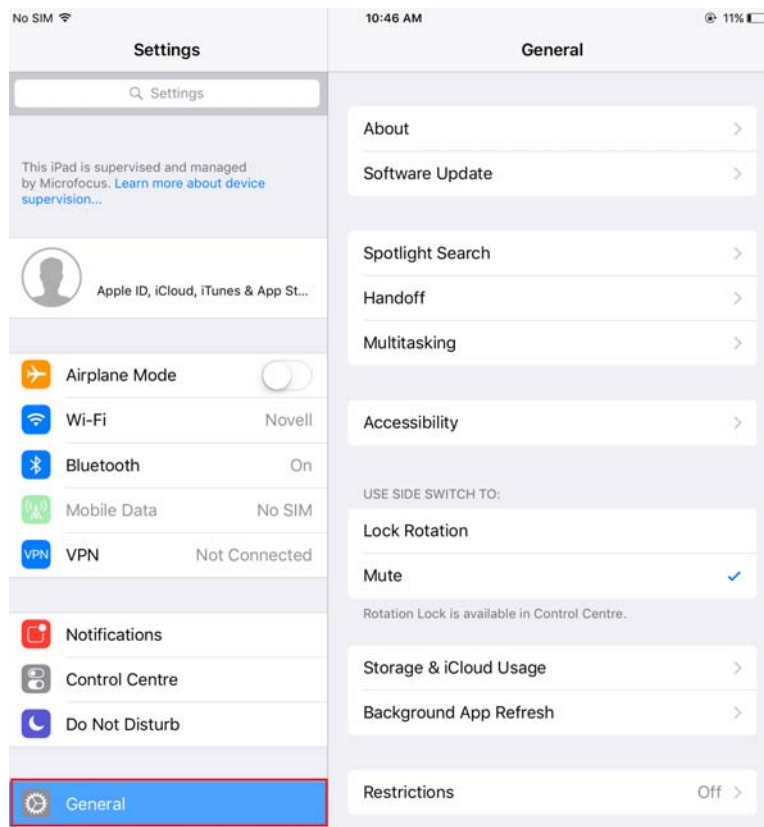 No SIM
10:46 AM
11%
Settings
General
Settings
This iPad is supervised and managed
by Microfocus. Learn more about device
supervision...
Apple ID, iCloud, iTunes & App St...
Airplane Mode
Wi-Fi Novell
Bluetooth On
Mobile Data No SIM
VPN VPN Not Connected
Notifications
Control Centre
Do Not Disturb
General
About
Software Update
Spotlight Search
Handoff
Multitasking
Accessibility
USE SIDE SWITCH TO:
Lock Rotation
Mute
Rotation Lock is available in Control Centre.
Storage & iCloud Usage
Background App Refresh
Restrictions Off